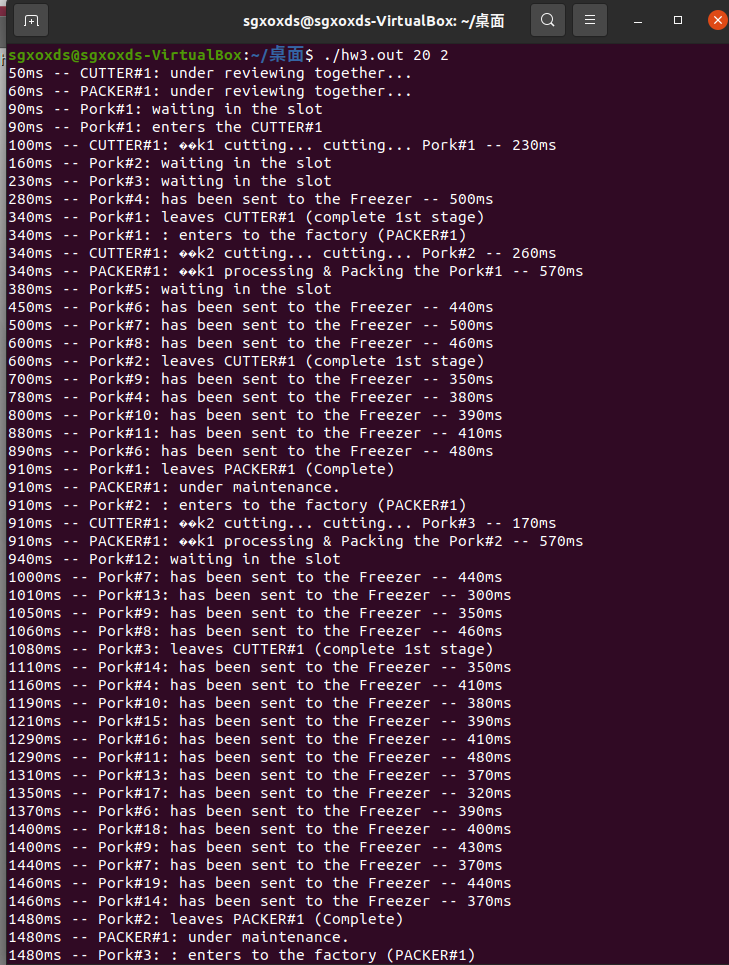 sgxoxds@sgxoxds-VirtualBox: ~/桌面
sgxoxds@sgxoxds-VirtualBox:~/桌面$ ./hw3.out 20 2
50ms -- CUTTER#1: under reviewing together...
60ms -- PACKER#1: under reviewing together...
90ms -- Pork#1: waiting in the slot
90ms -- Pork#1: enters the CUTTER#1
100ms -- CUTTER#1: ��k1 cutting... cutting... Pork#1 -- 230ms
160ms -- Pork#2: waiting in the slot
230ms -- Pork#3: waiting in the slot
280ms -- Pork#4: has been sent to the Freezer -- 500ms
340ms -- Pork#1: leaves CUTTER#1 (complete 1st stage)
340ms -- Pork#1: : enters to the factory (PACKER#1)
340ms -- CUTTER#1: ��k2 cutting... cutting... Pork#2 -- 260ms
340ms -- PACKER#1: ��k1 processing & Packing the Pork#1 -- 570ms
380ms -- Pork#5: waiting in the slot
450ms -- Pork#6: has been sent to the Freezer -- 440ms
500ms -- Pork#7: has been sent to the Freezer -- 500ms
600ms -- Pork#8: has been sent to the Freezer -- 460ms
600ms -- Pork#2: leaves CUTTER#1 (complete 1st stage)
700ms -- Pork#9: has been sent to the Freezer -- 350ms
780ms -- Pork#4: has been sent to the Freezer -- 380ms
800ms -- Pork#10: has been sent to the Freezer -- 390ms
880ms -- Pork#11: has been sent to the Freezer -- 410ms
890ms -- Pork#6: has been sent to the Freezer -- 480ms
910ms -- Pork#1: leaves PACKER#1 (Complete)
910ms -- PACKER#1: under maintenance.
910ms -- Pork#2: : enters to the factory (PACKER#1)
910ms -- CUTTER#1: ��k2 cutting... cutting... Pork#3 -- 170ms
910ms -- PACKER#1: ��k1 processing & Packing the Pork#2 -- 570ms
940ms -- Pork#12: waiting in the slot
1000ms -- Pork#7: has been sent to the Freezer -- 440ms
1010ms -- Pork#13: has been sent to the Freezer -- 300ms
1050ms -- Pork#9: has been sent to the Freezer -- 350ms
1060ms -- Pork#8: has been sent to the Freezer -- 460ms
1080ms -- Pork#3: leaves CUTTER#1 (complete 1st stage)
1110ms -- Pork#14: has been sent to the Freezer -- 350ms
1160ms -- Pork#4: has been sent to the Freezer -- 410ms
1190ms -- Pork#10: has been sent to the Freezer -- 380ms
1210ms -- Pork#15: has been sent to the Freezer -- 390ms
1290ms -- Pork#16: has been sent to the Freezer -- 410ms
1290ms -- Pork#11: has been sent to the Freezer -- 480ms
1310ms -- Pork#13: has been sent to the Freezer -- 370ms
1350ms -- Pork#17: has been sent to the Freezer -- 320ms
1370ms -- Pork#6: has been sent to the Freezer -- 390ms
1400ms -- Pork#18: has been sent to the Freezer -- 400ms
1400ms -- Pork#9: has been sent to the Freezer -- 430ms
1440ms -- Pork#7: has been sent to the Freezer -- 370ms
1460ms -- Pork#19: has been sent to the Freezer -- 440ms
1460ms -- Pork#14: has been sent to the Freezer -- 370ms
1480ms -- Pork#2: leaves PACKER#1 (Complete)
1480ms -- PACKER#1: under maintenance.
1480ms -- Pork#3: : enters to the factory (PACKER#1)